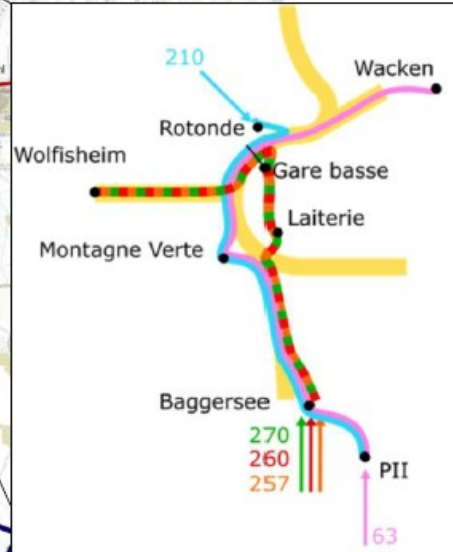 210
Wacken
Rotonde
Wolfisheim
Gare basse
Laiterie
Montagne Verte
Baggersee
270
260
257
PII
63